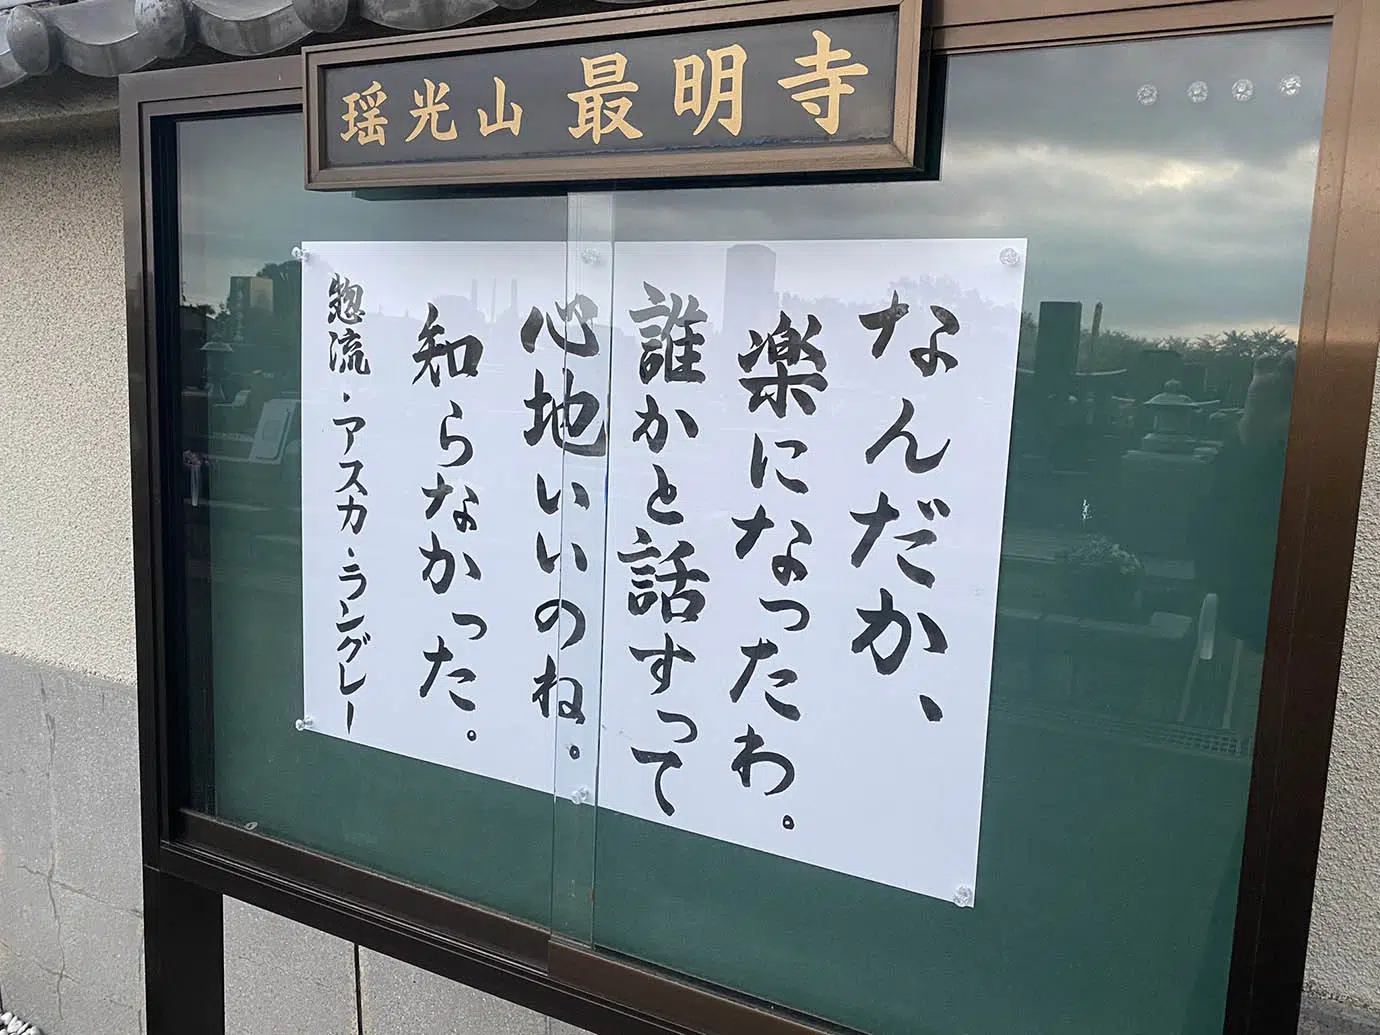 瑶光山 最明寺
なんだか、
楽になったわ。
誰かと話すって
心地いいのね。
知らなかった。
惣流・アスカ・ラングレー